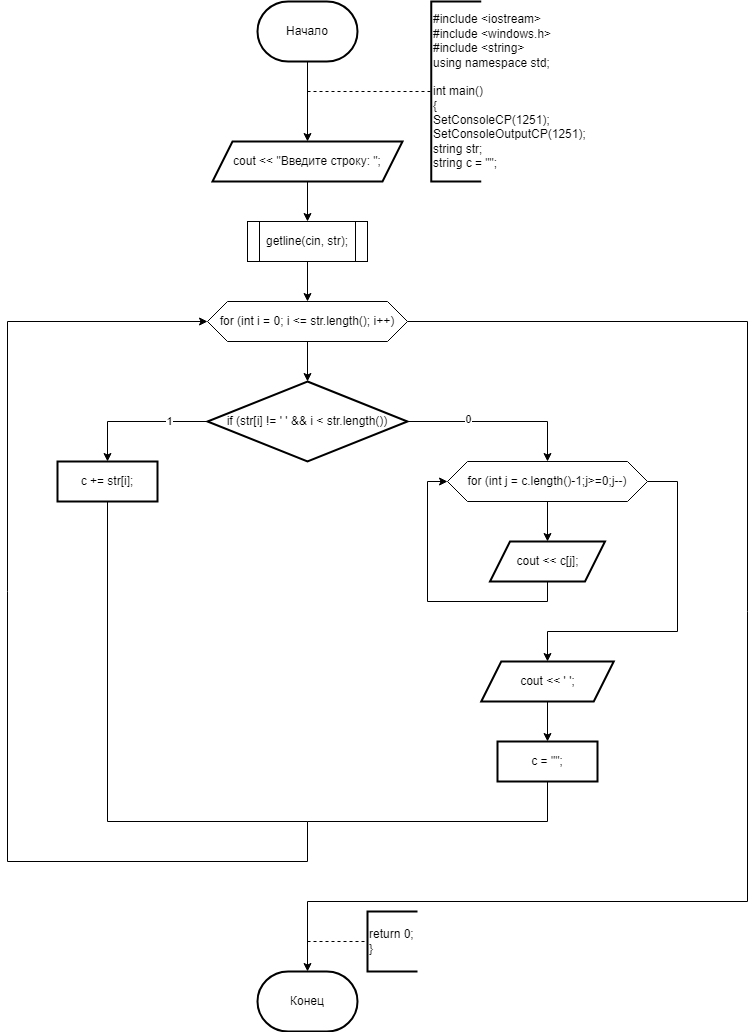 Начало
#include <iostream>
#include <windows.h>
#include <string>
using namespace std;
int main()
{
SetConsoleCP(1251);
SetConsoleOutputCP(1251);
string str;
string c = "";
cout << "Введите строку: ";
getline(cin, str);
for (int i = 0; i <= str.length(); i++)
if (str[i] != ' ' && i < str.length())
1
0
c += str[i];
for (int j = c.length()-1;j>=0;j--)
cout << c[j];
cout << ' ';
c = "";
return 0;
}
Конец